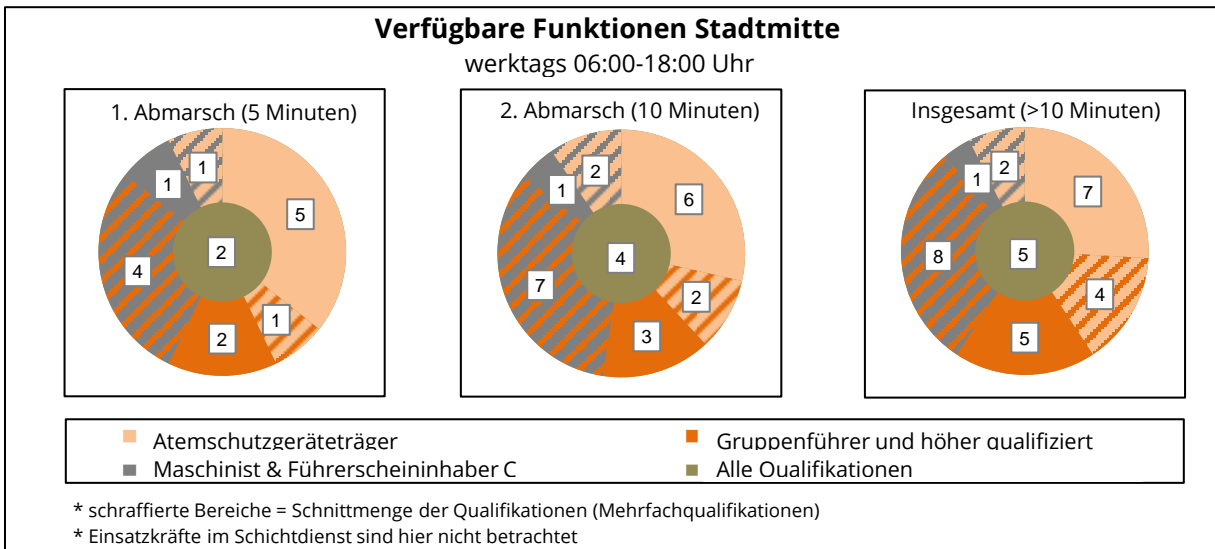 Verfügbare Funktionen Stadtmitte
werktags 06:00-18:00 Uhr
1. Abmarsch (5 Minuten)
1
1
5
4
2
1
2
2. Abmarsch (10 Minuten)
2
1
6
4
7
2
3
Insgesamt (>10 Minuten)
2
1
7
8
5
4
5
Atemschutzgeräteträger
Gruppenführer und höher qualifiziert
Maschinist & Führerscheininhaber C
Alle Qualifikationen
* schraffierte Bereiche = Schnittmenge der Qualifikationen (Mehrfachqualifikationen)
* Einsatzkräfte im Schichtdienst sind hier nicht betrachtet